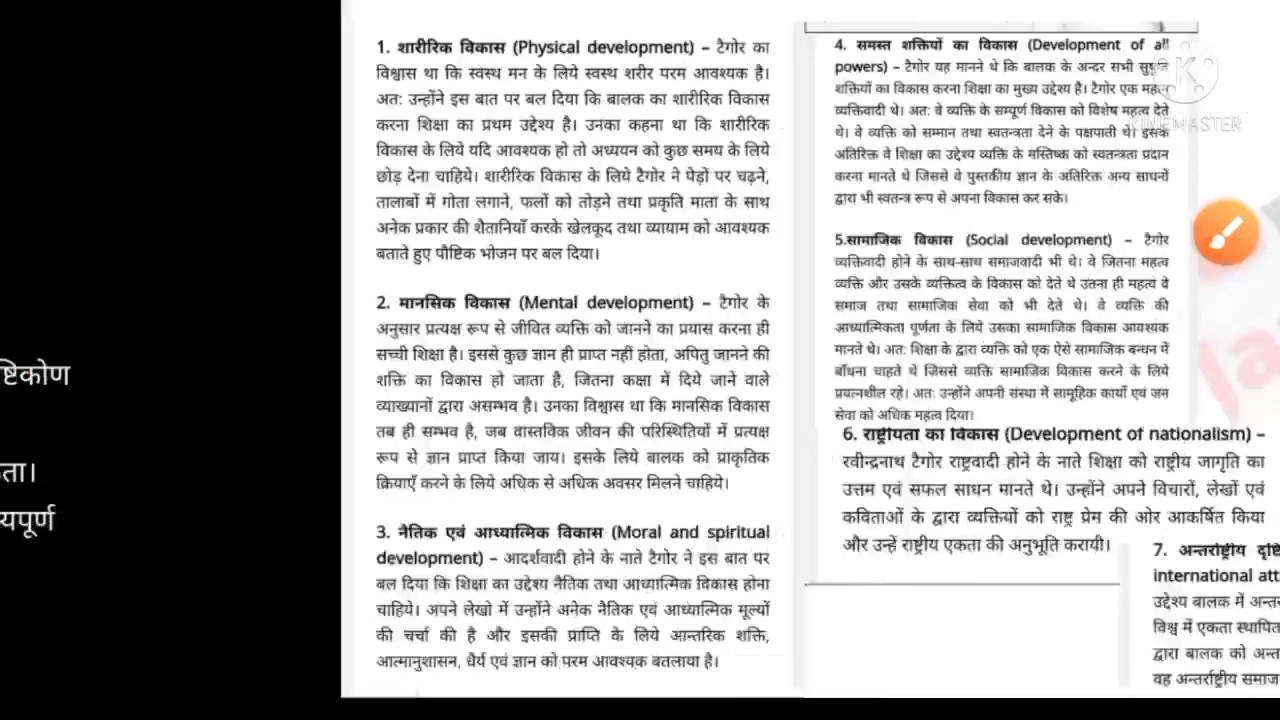 ष्टिकोण
ता।
यपूर्ण
1. शारीरिक विकास (Physical development) – टैगोर का
विश्वास था कि स्वस्थ मन के लिये स्वस्थ शरीर परम आवश्यक है।
अत: उन्होंने इस बात पर बल दिया कि बालक का शारीरिक विकास
करना शिक्षा का प्रथम उद्देश्य है। उनका कहना था कि शारीरिक
विकास के लिये यदि आवश्यक हो तो अध्ययन को कुछ समय के लिये
छोड़ देना चाहिये। शारीरिक विकास के लिये टैगोर ने पेड़ों पर चढ़ने,
तालाबों में गोता लगाने, फलों को तोड़ने तथा प्रकृति माता के साथ
अनेक प्रकार की शैतानियाँ करके खेलकूद तथा व्यायाम को आवश्यक
बताते हुए पौष्टिक भोजन पर बल दिया।
2. मानसिक विकास (Mental development) – टैगोर के
अनुसार प्रत्यक्ष रूप से जीवित व्यक्ति को जानने का प्रयास करना ही
सच्ची शिक्षा है। इससे कुछ ज्ञान ही प्राप्त नहीं होता, अपितु जानने की
शक्ति का विकास हो जाता है, जितना कक्षा में दिये जाने वाले
व्याख्यानों द्वारा असम्भव है। उनका विश्वास था कि मानसिक विकास
तब ही सम्भव है, जब वास्तविक जीवन की परिस्थितियों में प्रत्यक्ष
रूप से ज्ञान प्राप्त किया जाय। इसके लिये बालक को प्राकृतिक
क्रियाएँ करने के लिये अधिक से अधिक अवसर मिलने चाहिये।
3. नैतिक एवं आध्यात्मिक विकास (Moral and spiritual
development) – आदर्शवादी होने के नाते टैगोर ने इस बात पर
बल दिया कि शिक्षा का उद्देश्य नैतिक तथा आध्यात्मिक विकास होना
चाहिये। अपने लेखो में उन्होंने अनेक नैतिक एवं आध्यात्मिक मूल्यों
की चर्चा की है और इसकी प्राप्ति के लिये आन्तरिक शक्ति,
आत्मानुशासन, धैर्य एवं ज्ञान को परम आवश्यक बतलाया है।
4. समस्त शक्तियों का विकास (Development of all
powers) – टैगोर यह मानने थे कि बालक के अन्दर सभी सुषुप्त
शक्तियों का विकास करना शिक्षा का मुख्य उद्देश्य है। टैगोर एक महान
व्यक्तिवादी थे। अत: वे व्यक्ति के सम्पूर्ण विकास को विशेष महत्व देते
थे। वे व्यक्ति को सम्मान तथा स्वतन्त्रता देने के पक्षपाती थे। इसके
अतिरिक्त वे शिक्षा का उद्देश्य व्यक्ति के मस्तिष्क को स्वतन्त्रता प्रदान
करना मानते थे जिससे वे पुस्तकीय ज्ञान के अतिरिक्त अन्य साधनों
द्वारा भी स्वतन्त्र रूप से अपना विकास कर सके।
KINEMASTER
5.सामाजिक विकास (Social development) – टैगोर
व्यक्तिवादी होने के साथ-साथ समाजवादी भी थे। वे जितना महत्व
व्यक्ति और उसके व्यक्तित्व के विकास को देते थे उतना ही महत्व वे
समाज तथा सामाजिक सेवा को भी देते थे। वे व्यक्ति की
आध्यात्मिकता पूर्णता के लिये उसका सामाजिक विकास आवश्यक
मानते थे। अत: शिक्षा के द्वारा व्यक्ति को एक ऐसे सामाजिक बन्धन में
बाँधना चाहते थे जिससे व्यक्ति सामाजिक विकास करने के लिये
प्रयत्नशील रहे। अत: उन्होंने अपनी संस्था में सामूहिक कार्यों एवं जन
सेवा को अधिक महत्व दिया।
6. राष्ट्रीयता का विकास (Development of nationalism) –
रवीन्द्रनाथ टैगोर राष्ट्रवादी होने के नाते शिक्षा को राष्ट्रीय जागृति का
उत्तम एवं सफल साधन मानते थे। उन्होंने अपने विचारों, लेखों एवं
कविताओं के द्वारा व्यक्तियों को राष्ट्र प्रेम की ओर आकर्षित किया
और उन्हें राष्ट्रीय एकता की अनुभूति करायी।
7. अन्तर्राष्ट्रीय दृष्टि
international att
उद्देश्य बालक में अन्तर
विश्व में एकता स्थापित
द्वारा बालक को अन्त
वह अन्तर्राष्ट्रीय समाज